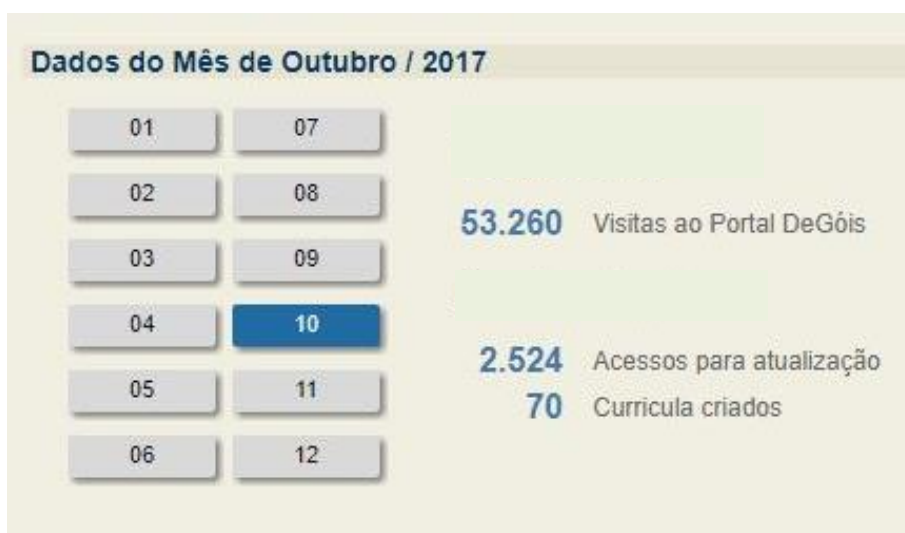 Dados do Mês de Outubro / 2017
01 07
02 08
03 09
04 10
05 11
06 12
53.260 Visitas ao Portal DeGóis
2.524 Acessos para atualização
70 Curricula criados